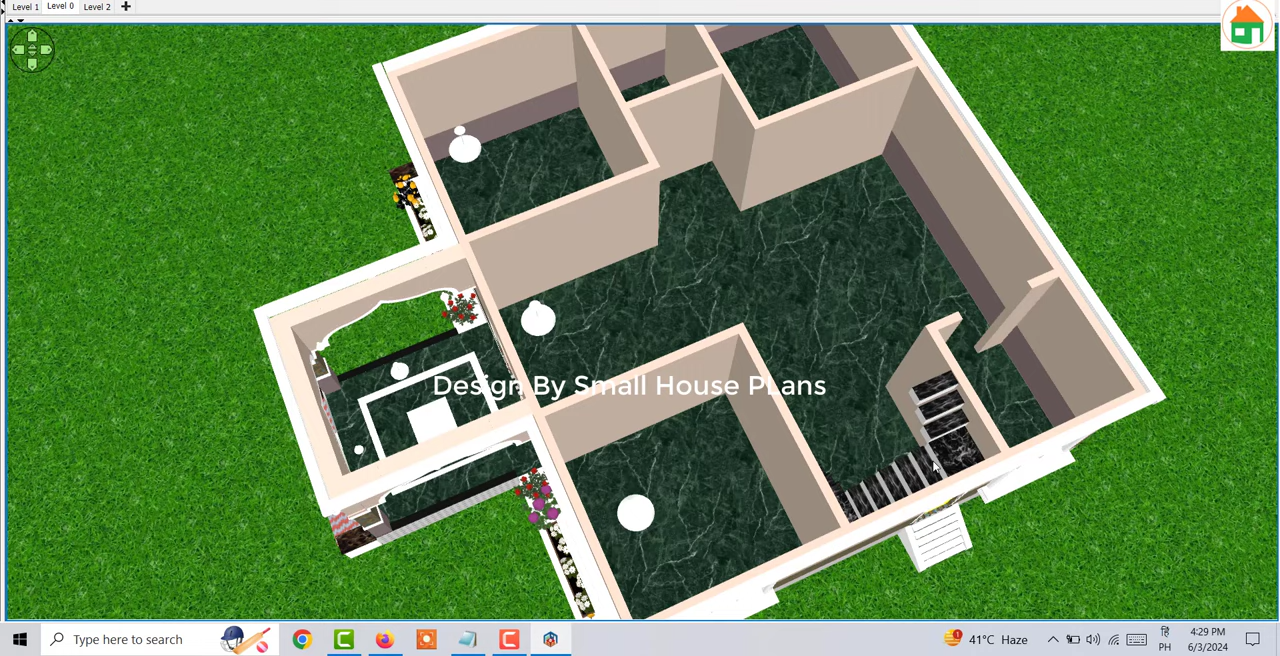 Level 1 Level 0 Level 2
Design By Small House PLans
Type here to search
41°C Haze
हि
PH
4:29 PM
6/3/2024